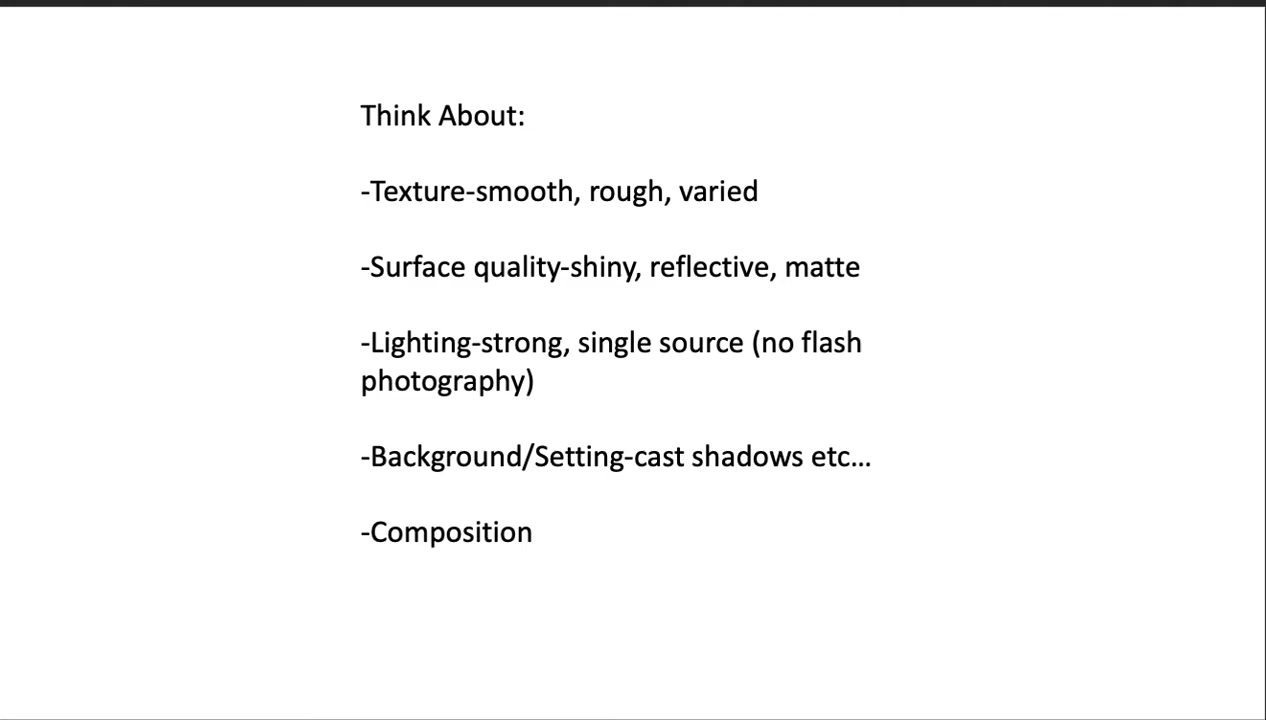 Think About:
-Texture-smooth, rough, varied
-Surface quality-shiny, reflective, matte
-Lighting-strong, single source (no flash
photography)
-Background/Setting-cast shadows etc...
-Composition